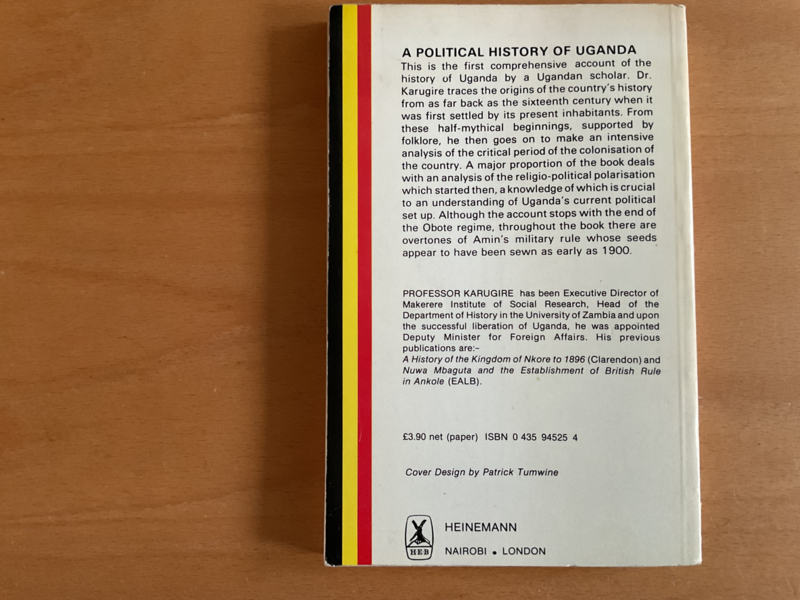 A POLITICAL HISTORY OF UGANDA
This is the first comprehensive account of the
history of Uganda by a Ugandan scholar. Dr.
Karugire traces the origins of the country's history
from as far back as the sixteenth century when it
was first settled by its present inhabitants. From
these half-mythical beginnings, supported by
folklore, he then goes on to make an intensive
analysis of the critical period of the colonisation of
the country. A major proportion of the book deals
with an analysis of the religio-political polarisation
which started then, a knowledge of which is crucial
to an understanding of Uganda's current political
set up. Although the account stops with the end of
the Obote regime, throughout the book there are
overtones of Amin's military rule whose seeds
appear to have been sewn as early as 1900.
PROFESSOR KARUGIRE has been Executive Director of
Makerere Institute of Social Research, Head of the
Department of History in the University of Zambia and upon
the successful liberation of Uganda, he was appointed
Deputy Minister for Foreign Affairs. His previous
publications are:-
A History of the Kingdom of Nkore to 1896 (Clarendon) and
Nuwa Mbaguta and the Establishment of British Rule
in Ankole (EALB).
£3.90 net (paper) ISBN 0 435 94525 4
Cover Design by Patrick Tumwine
HEB
HEINEMANN
NAIROBI • LONDON